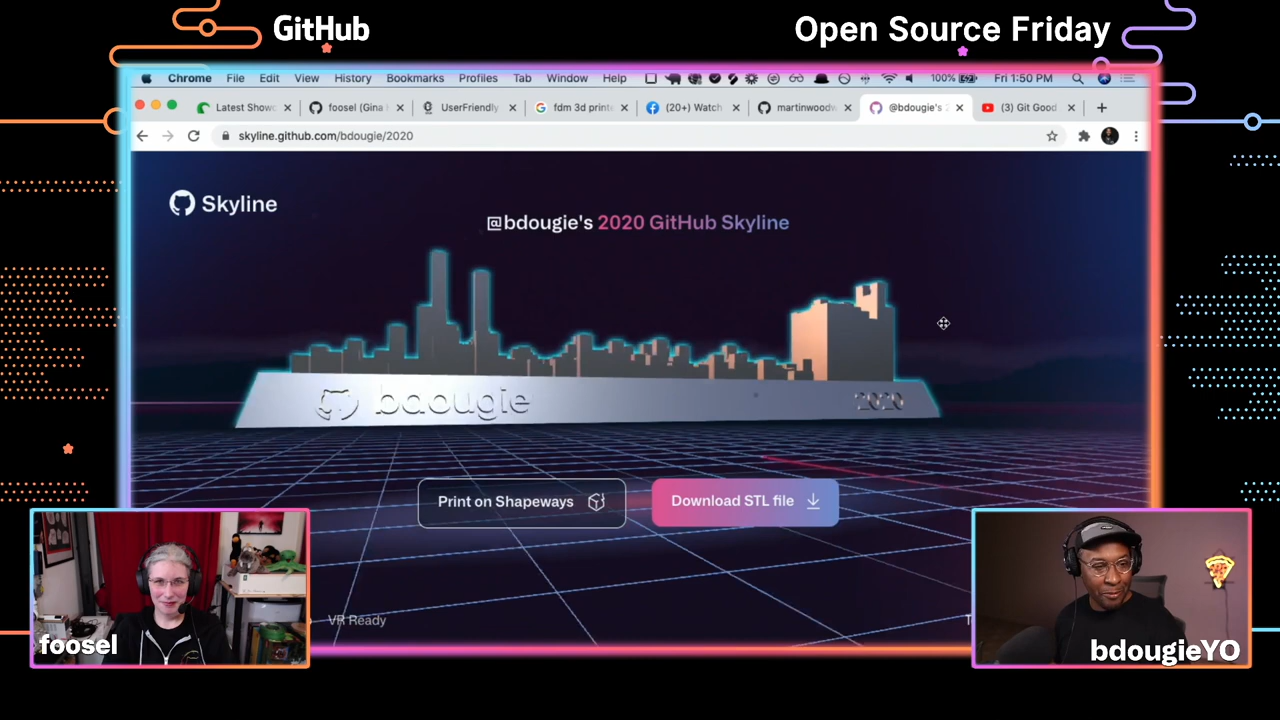 GitHub
Open Source Friday
Chrome File Edit View History Bookmarks Profiles Tab Window Help 100% Fri 1:50 PM
Latest Showc foosel (Gina UserFriendly fdm 3d print (20+) Watch martinwoodw @bdougie's (3) Git Good
skyline.github.com/bdougie/2020
Skyline
@bdougie's 2020 GitHub Skyline
bdougie 2020
Print on Shapeways
Download STL file
VR Ready
foosel
bdougieYO